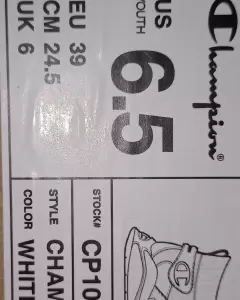 Champion®
US
YOUTH
6.5
EU 39
CM 24.5
UK 6
STOCK# CP10
STYLE CHAM
COLOR WHIT